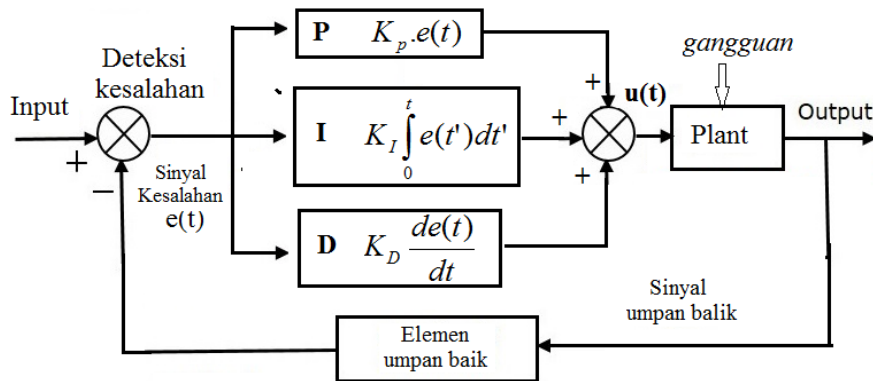 Deteksi
kesalahan
Input
+
−
Sinyal
Kesalahan
e(t)
P K_p.e(t)
I K_I ∫_0^t e(t')dt'
D K_D de(t)/dt
+
+
+
u(t)
gangguan
Plant
Output
Sinyal
umpan balik
Elemen
umpan baik